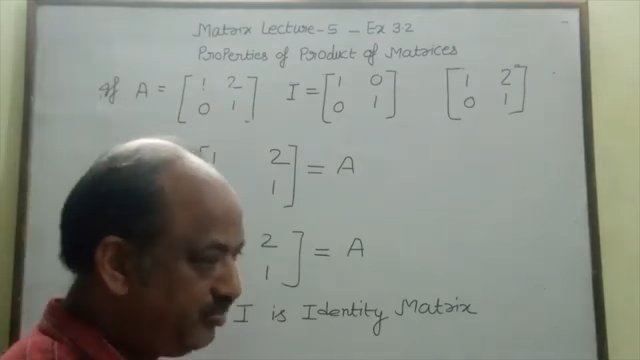 Matrix Lecture-5 - Ex 3.2
Properties of Product of Matrices
If A = [1 2 I = [1 0 [1 2
0 1] 0 1] 0 1]
1 2
1] = A
2
1] = A
I is Identity Matrix